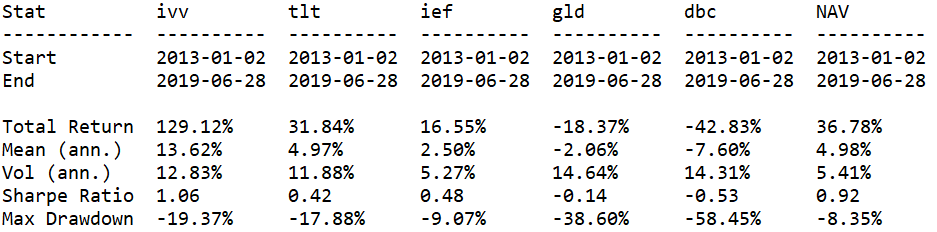 Stat          ivv         tlt         ief         gld         dbc         NAV
------------  ----------  ----------  ----------  ----------  ----------  ----------
Start         2013-01-02  2013-01-02  2013-01-02  2013-01-02  2013-01-02  2013-01-02
End           2019-06-28  2019-06-28  2019-06-28  2019-06-28  2019-06-28  2019-06-28

Total Return  129.12%     31.84%      16.55%      -18.37%     -42.83%     36.78%
Mean (ann.)   13.62%      4.97%       2.50%       -2.06%      -7.60%      4.98%
Vol (ann.)    12.83%      11.88%      5.27%       14.64%      14.31%      5.41%
Sharpe Ratio  1.06        0.42        0.48        -0.14       -0.53       0.92
Max Drawdown  -19.37%     -17.88%     -9.07%      -38.60%     -58.45%     -8.35%